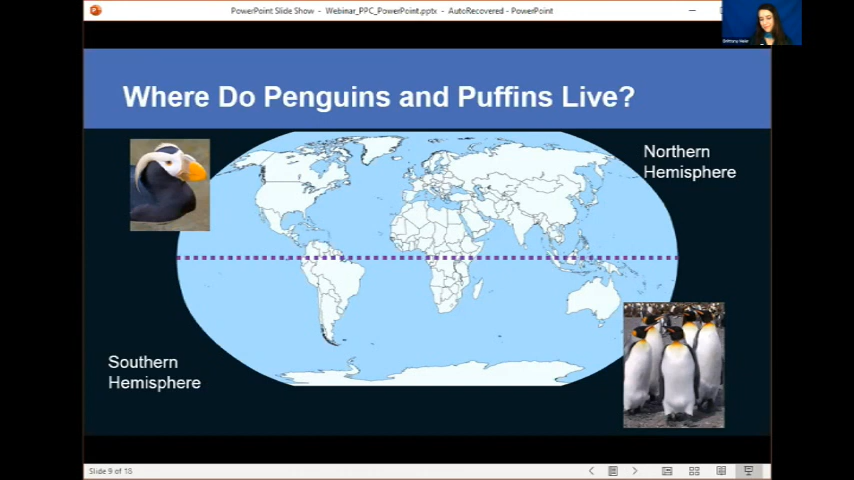 PowerPoint Slide Show - Webinar_PPC_PowerPoint.pptx - AutoRecovered - PowerPoint
Where Do Penguins and Puffins Live?
Northern
Hemisphere
Southern
Hemisphere
Slide 9 of 18